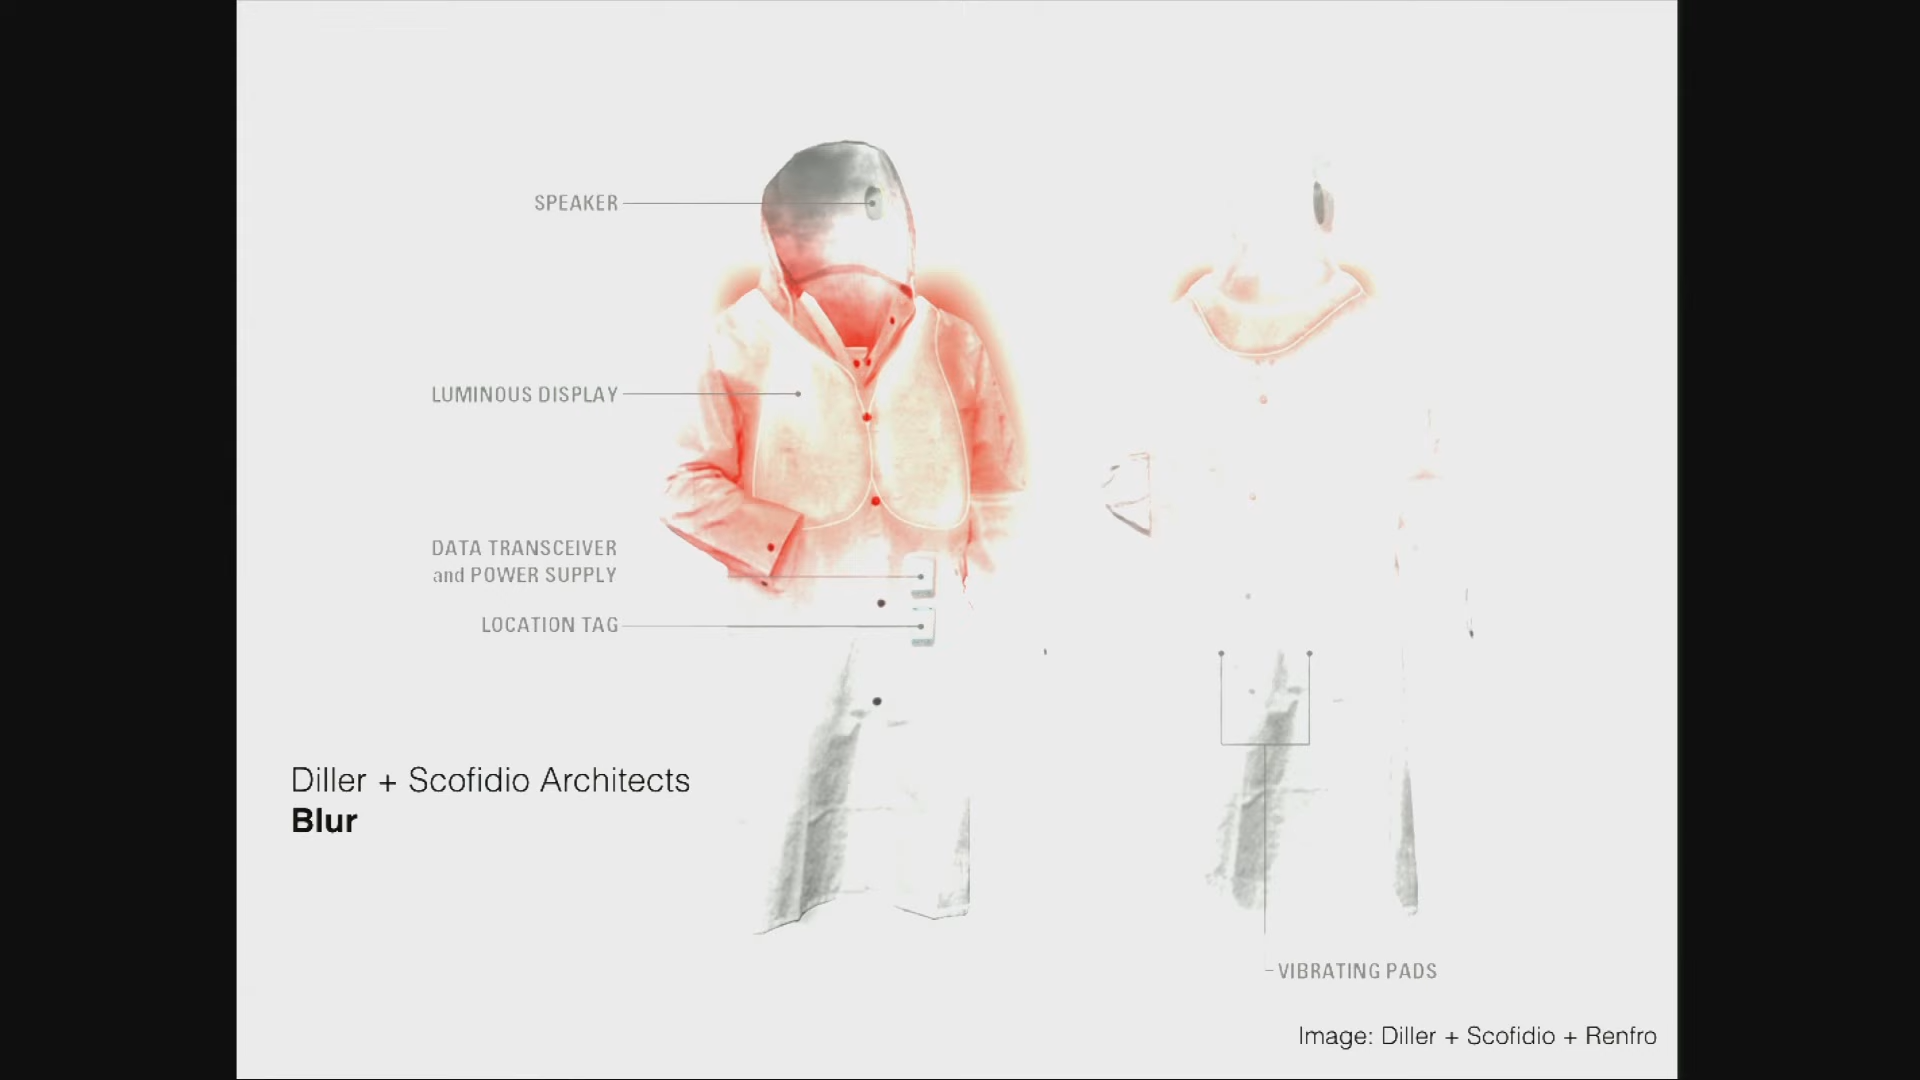 SPEAKER
LUMINOUS DISPLAY
DATA TRANSCEIVER
and POWER SUPPLY
LOCATION TAG
Diller + Scofidio Architects
Blur
VIBRATING PADS
Image: Diller + Scofidio + Renfro